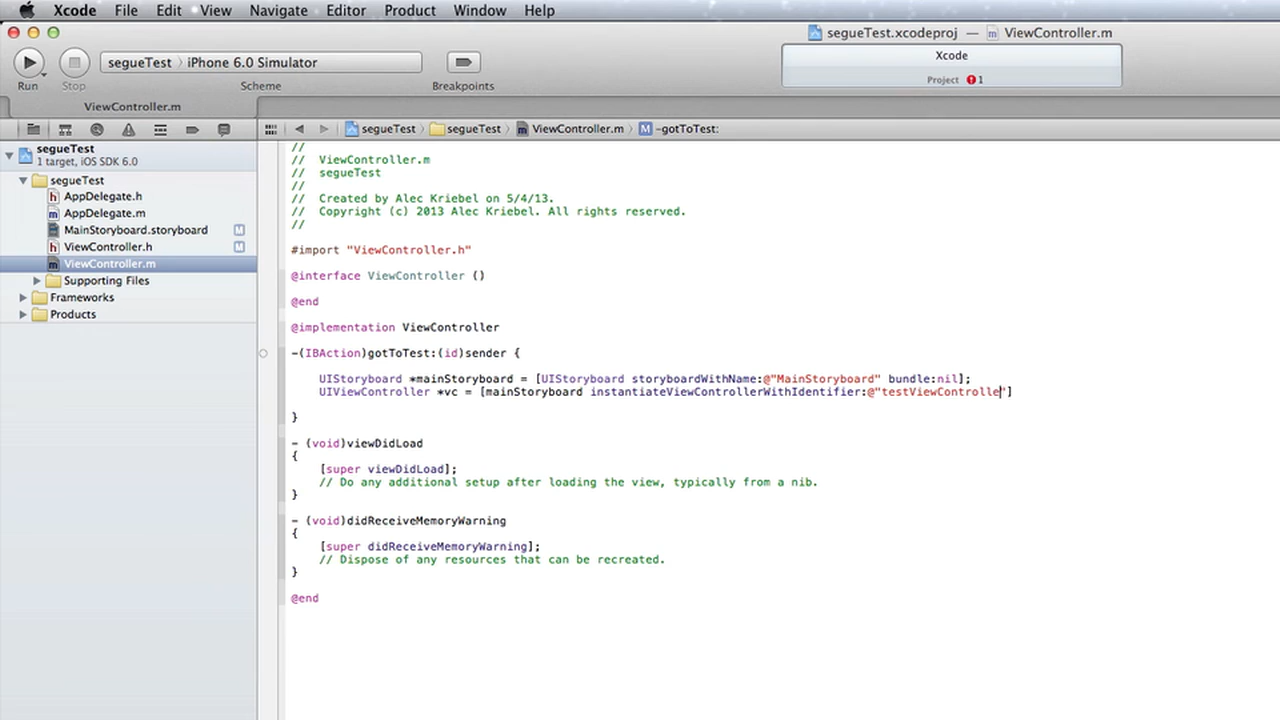 Xcode File Edit View Navigate Editor Product Window Help
segueTest.xcodeproj — ViewController.m
segueTest 〉 iPhone 6.0 Simulator
Xcode
Run Stop Scheme Breakpoints
Project 1
ViewController.m
segueTest 〉 segueTest 〉 ViewController.m 〉 M -gotToTest:
segueTest
1 target, iOS SDK 6.0
segueTest
h AppDelegate.h
m AppDelegate.m
MainStoryboard.storyboard M
h ViewController.h M
m ViewController.m
Supporting Files
Frameworks
Products
//
// ViewController.m
// segueTest
//
// Created by Alec Kriebel on 5/4/13.
// Copyright (c) 2013 Alec Kriebel. All rights reserved.
//
#import "ViewController.h"
@interface ViewController ()
@end
@implementation ViewController
-(IBAction)gotToTest:(id)sender {
UIStoryboard *mainStoryboard = [UIStoryboard storyboardWithName:@"MainStoryboard" bundle:nil];
UIViewController *vc = [mainStoryboard instantiateViewControllerWithIdentifier:@"testViewControlle"]
}
- (void)viewDidLoad
{
[super viewDidLoad];
// Do any additional setup after loading the view, typically from a nib.
}
- (void)didReceiveMemoryWarning
{
[super didReceiveMemoryWarning];
// Dispose of any resources that can be recreated.
}
@end